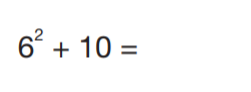 6² + 10 =